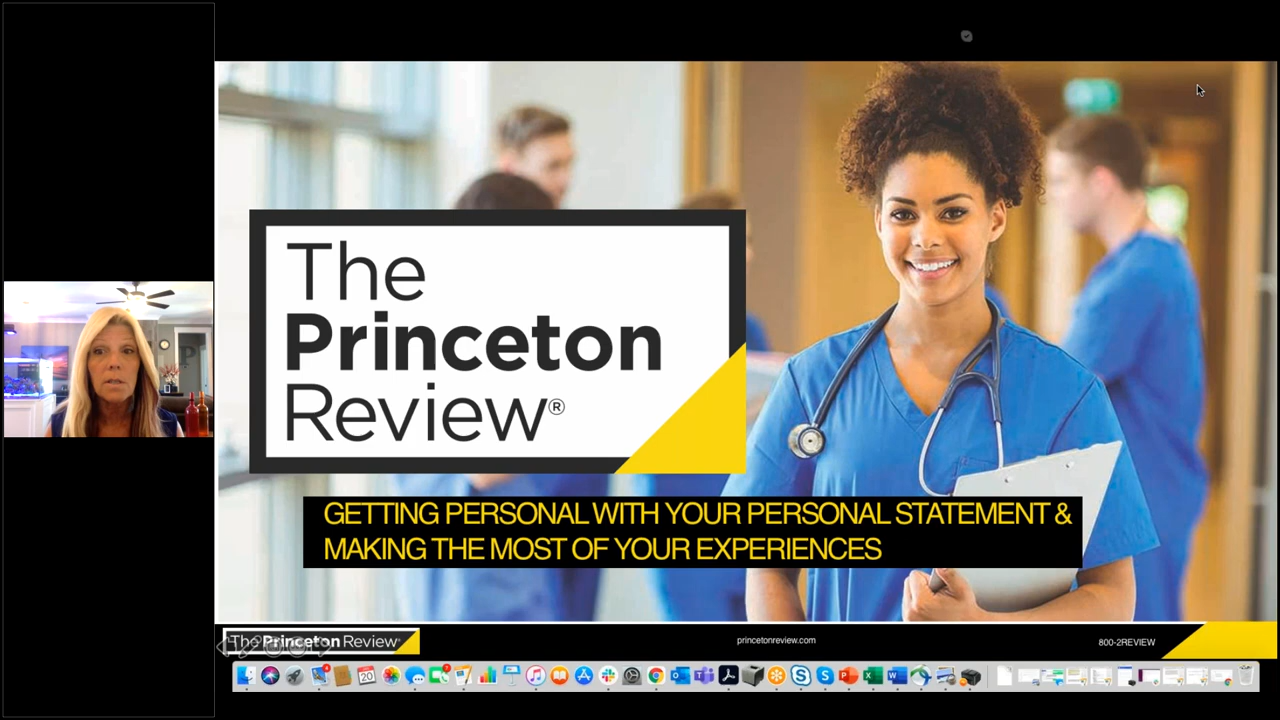 The
Princeton
Review®
GETTING PERSONAL WITH YOUR PERSONAL STATEMENT &
MAKING THE MOST OF YOUR EXPERIENCES
The Princeton Review
princetonreview.com
800-2REVIEW
20